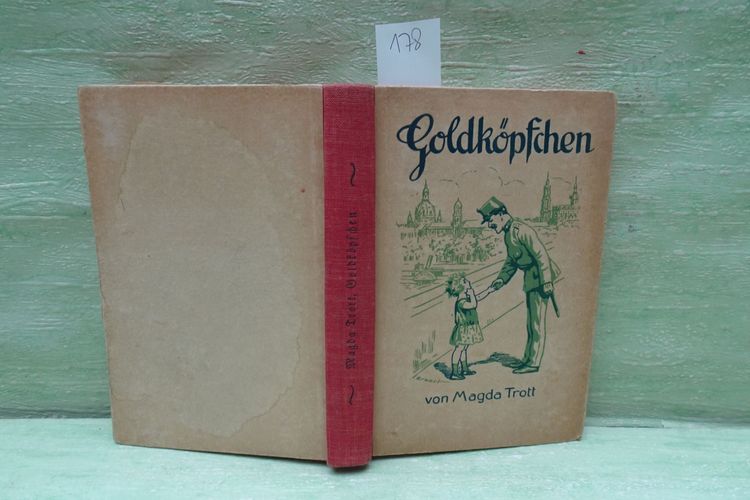 178
Goldköpfchen
von Magda Trott
Magda Trott, Goldköpfchen